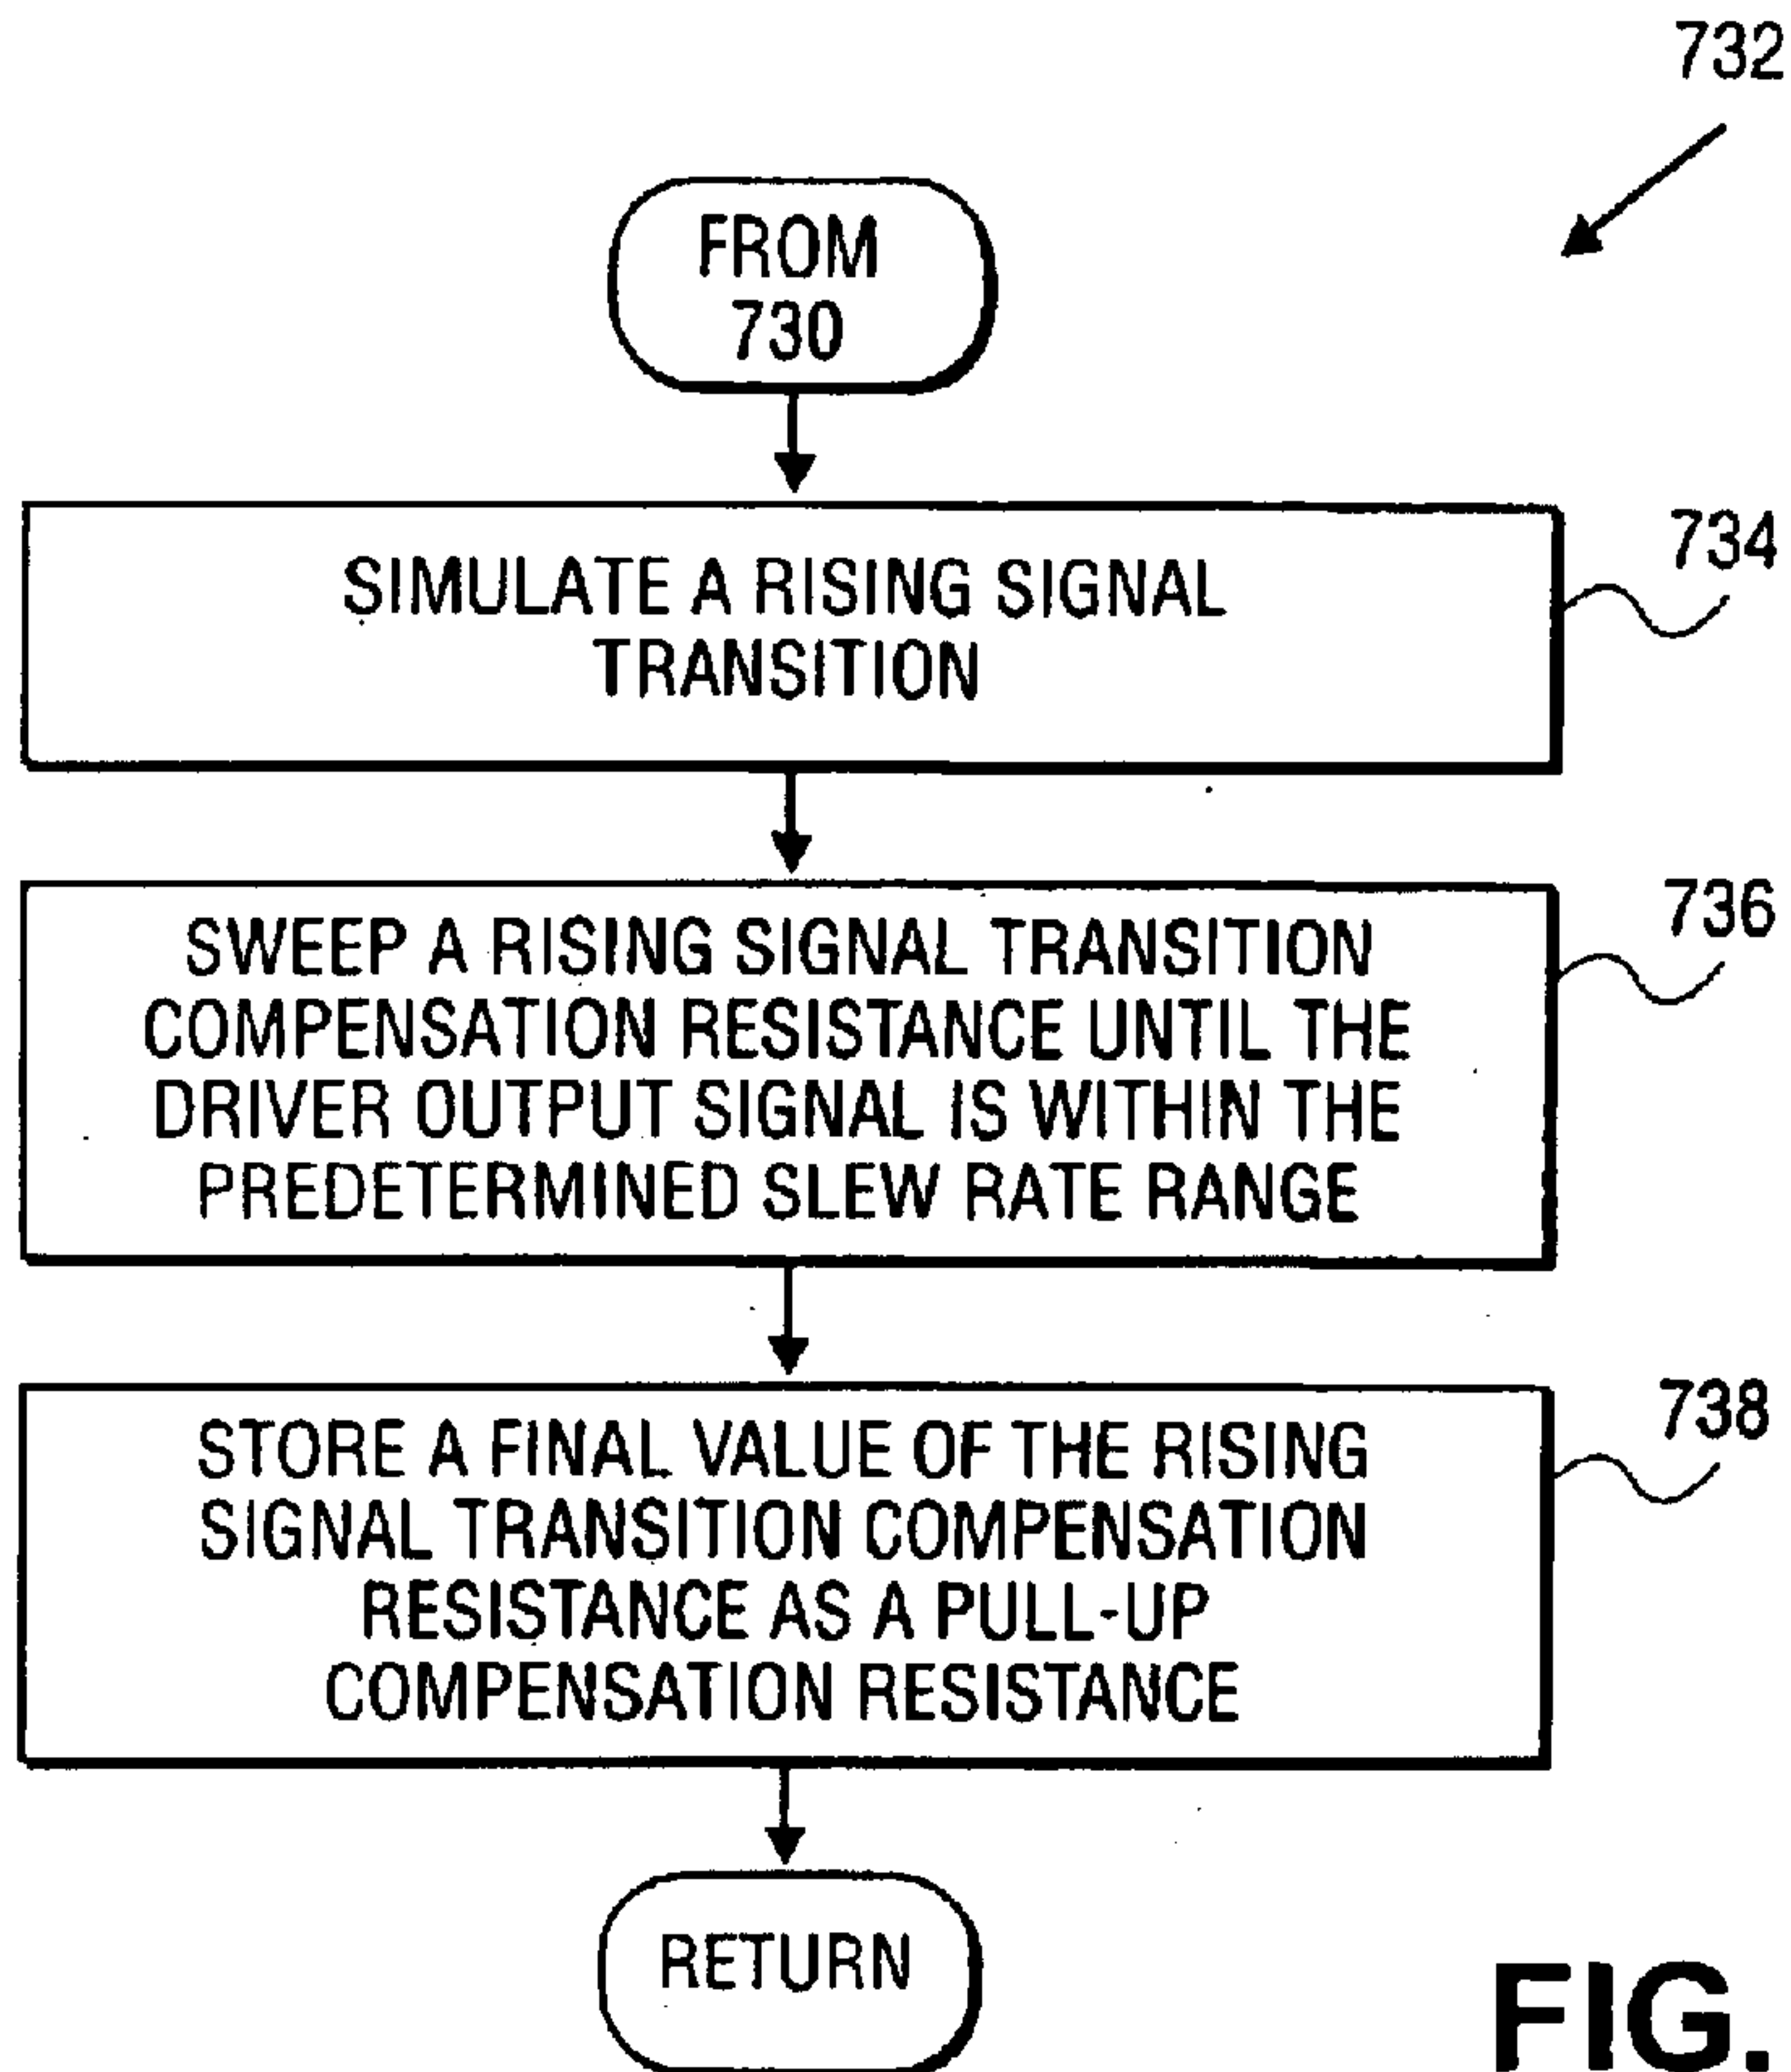 732
FROM
730
SIMULATE A RISING SIGNAL
TRANSITION
734
SWEEP A RISING SIGNAL TRANSITION
COMPENSATION RESISTANCE UNTIL THE
DRIVER OUTPUT SIGNAL IS WITHIN THE
PREDETERMINED SLEW RATE RANGE
736
STORE A FINAL VALUE OF THE RISING
SIGNAL TRANSITION COMPENSATION
RESISTANCE AS A PULL-UP
COMPENSATION RESISTANCE
738
RETURN
FIG.